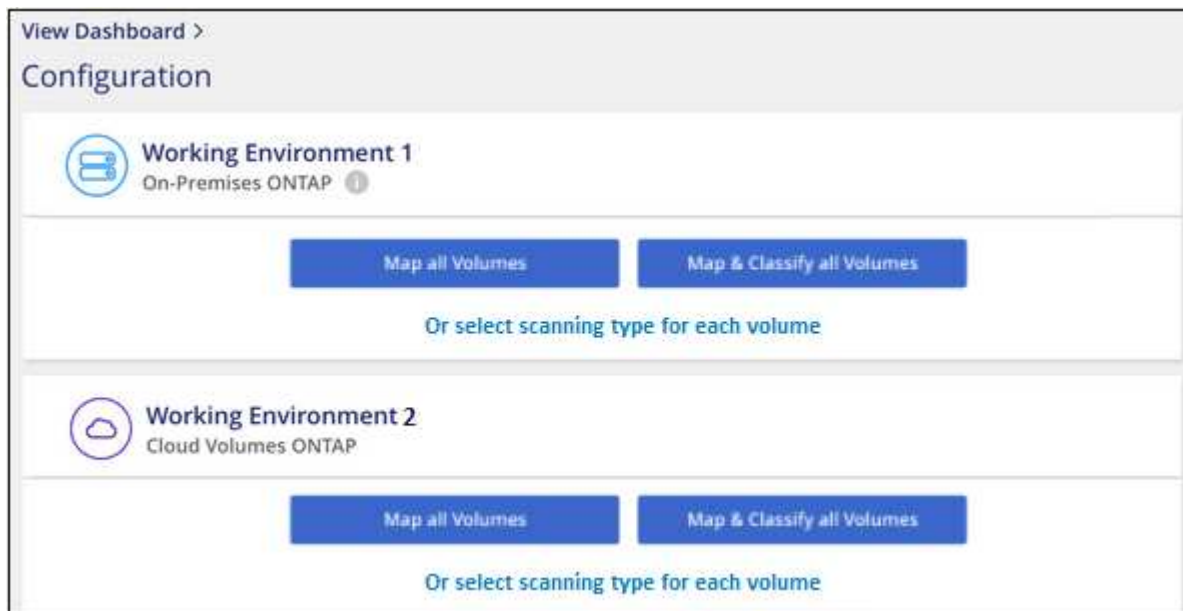 View Dashboard >
Configuration
Working Environment 1
On-Premises ONTAP i
Map all Volumes
Map & Classify all Volumes
Or select scanning type for each volume
Working Environment 2
Cloud Volumes ONTAP
Map all Volumes
Map & Classify all Volumes
Or select scanning type for each volume